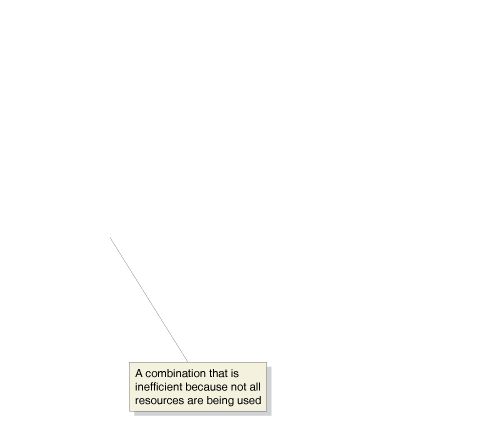 A combination that is
inefficient because not all
resources are being used